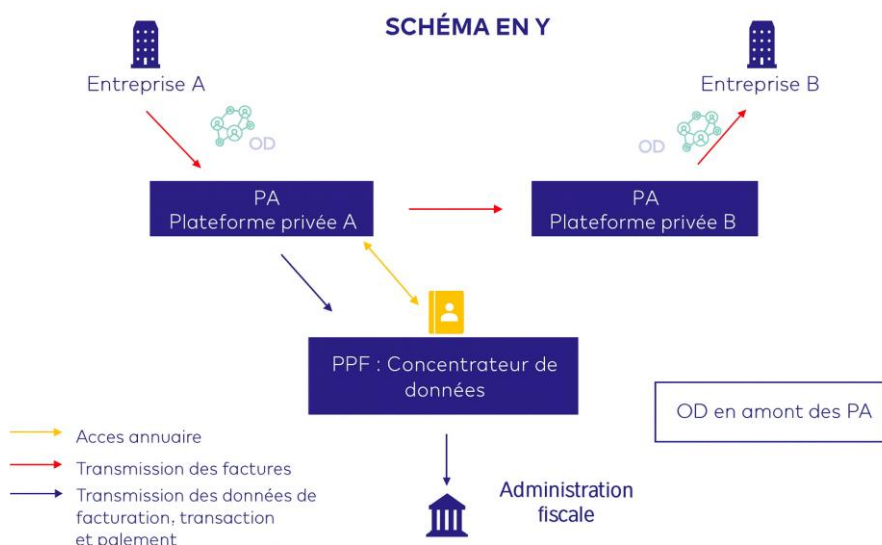 SCHÉMA EN Y
Entreprise A
Entreprise B
OD
OD
PA
Plateforme privée A
PA
Plateforme privée B
PPF : Concentrateur de
données
OD en amont des PA
Acces annuaire
Transmission des factures
Transmission des données de
facturation, transaction
et paiement
Administration
fiscale